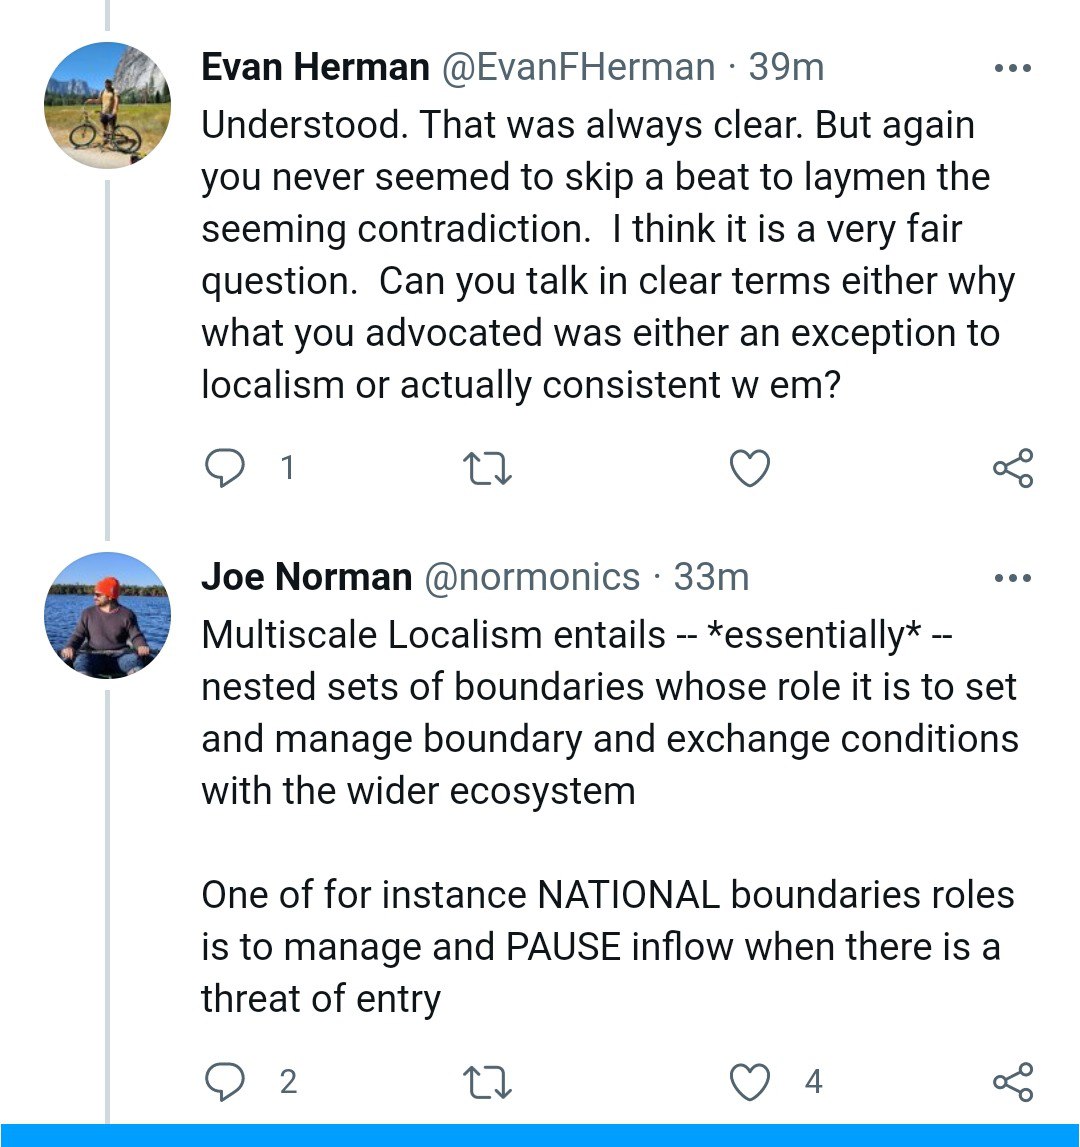 Evan Herman @EvanFHerman · 39m
Understood. That was always clear. But again
you never seemed to skip a beat to laymen the
seeming contradiction.  I think it is a very fair
question.  Can you talk in clear terms either why
what you advocated was either an exception to
localism or actually consistent w em?
1
Joe Norman @normonics · 33m
Multiscale Localism entails -- *essentially* --
nested sets of boundaries whose role it is to set
and manage boundary and exchange conditions
with the wider ecosystem
One of for instance NATIONAL boundaries roles
is to manage and PAUSE inflow when there is a
threat of entry
2 4